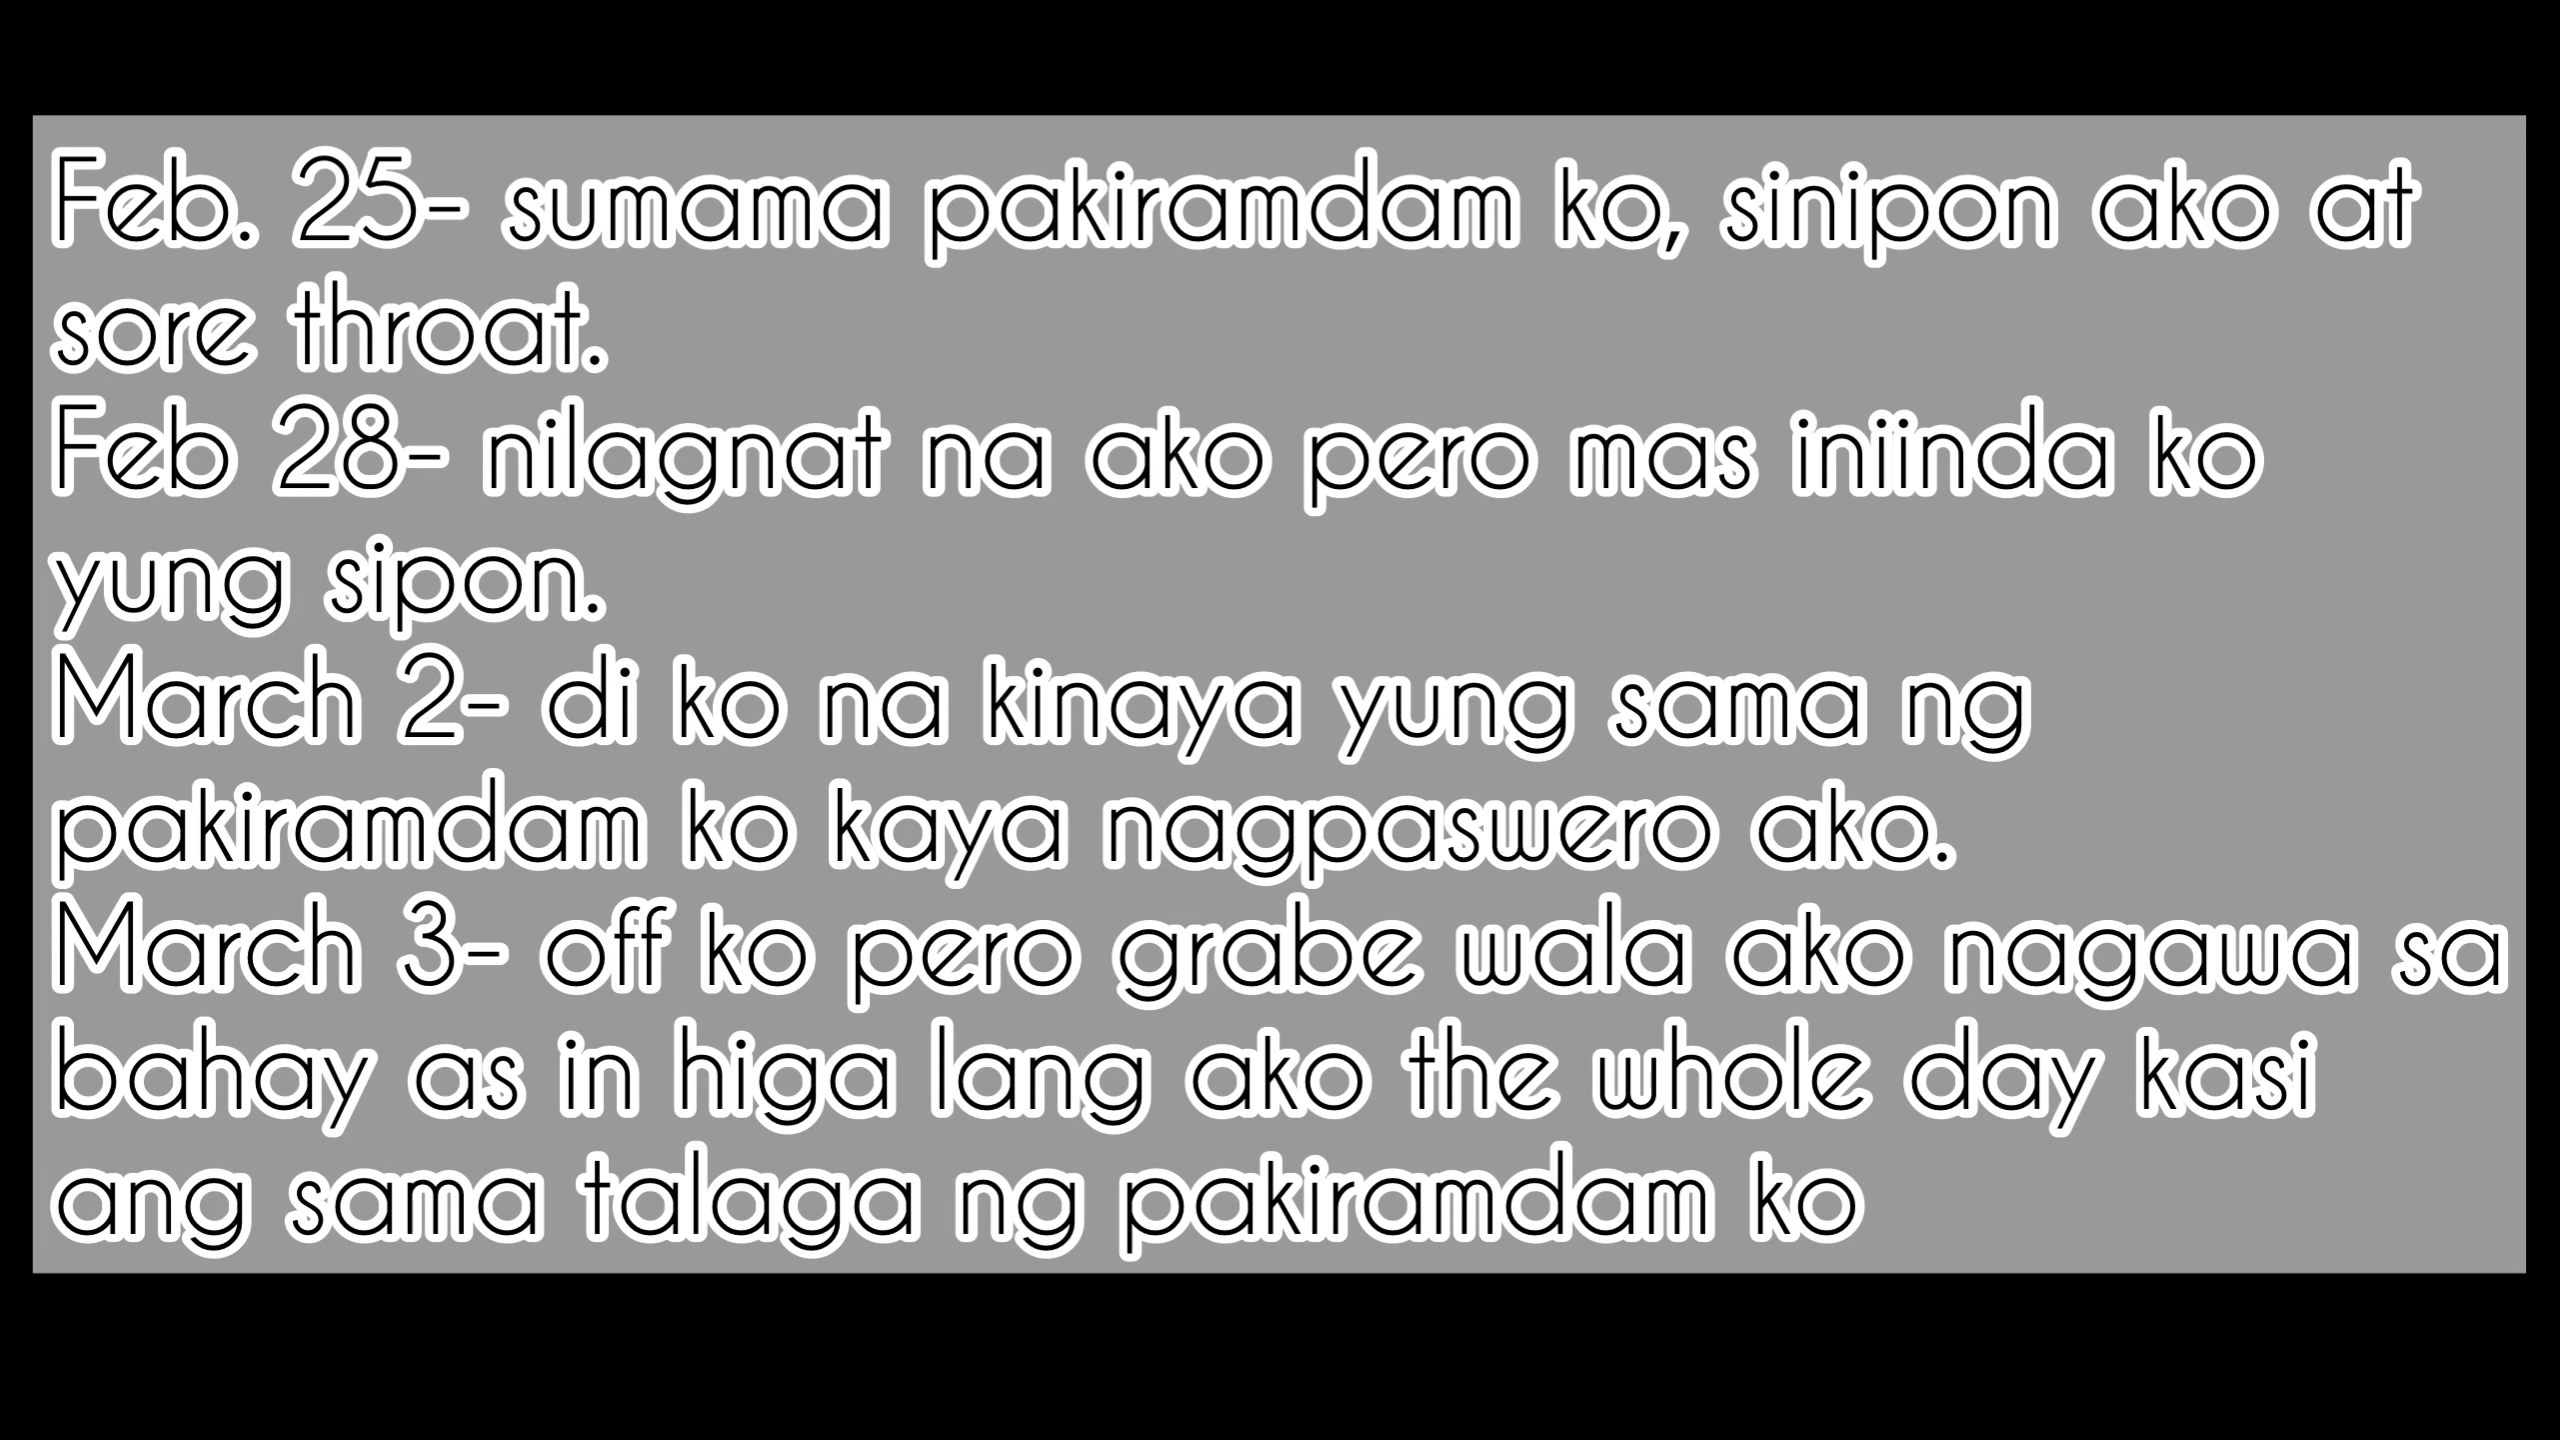 Feb. 25- sumama pakiramdam ko, sinipon ako at
sore throat.
Feb 28- nilagnat na ako pero mas iniinda ko
yung sipon.
March 2- di ko na kinaya yung sama ng
pakiramdam ko kaya nagpaswero ako.
March 3- off ko pero grabe wala ako nagawa sa
bahay as in higa lang ako the whole day kasi
ang sama talaga ng pakiramdam ko